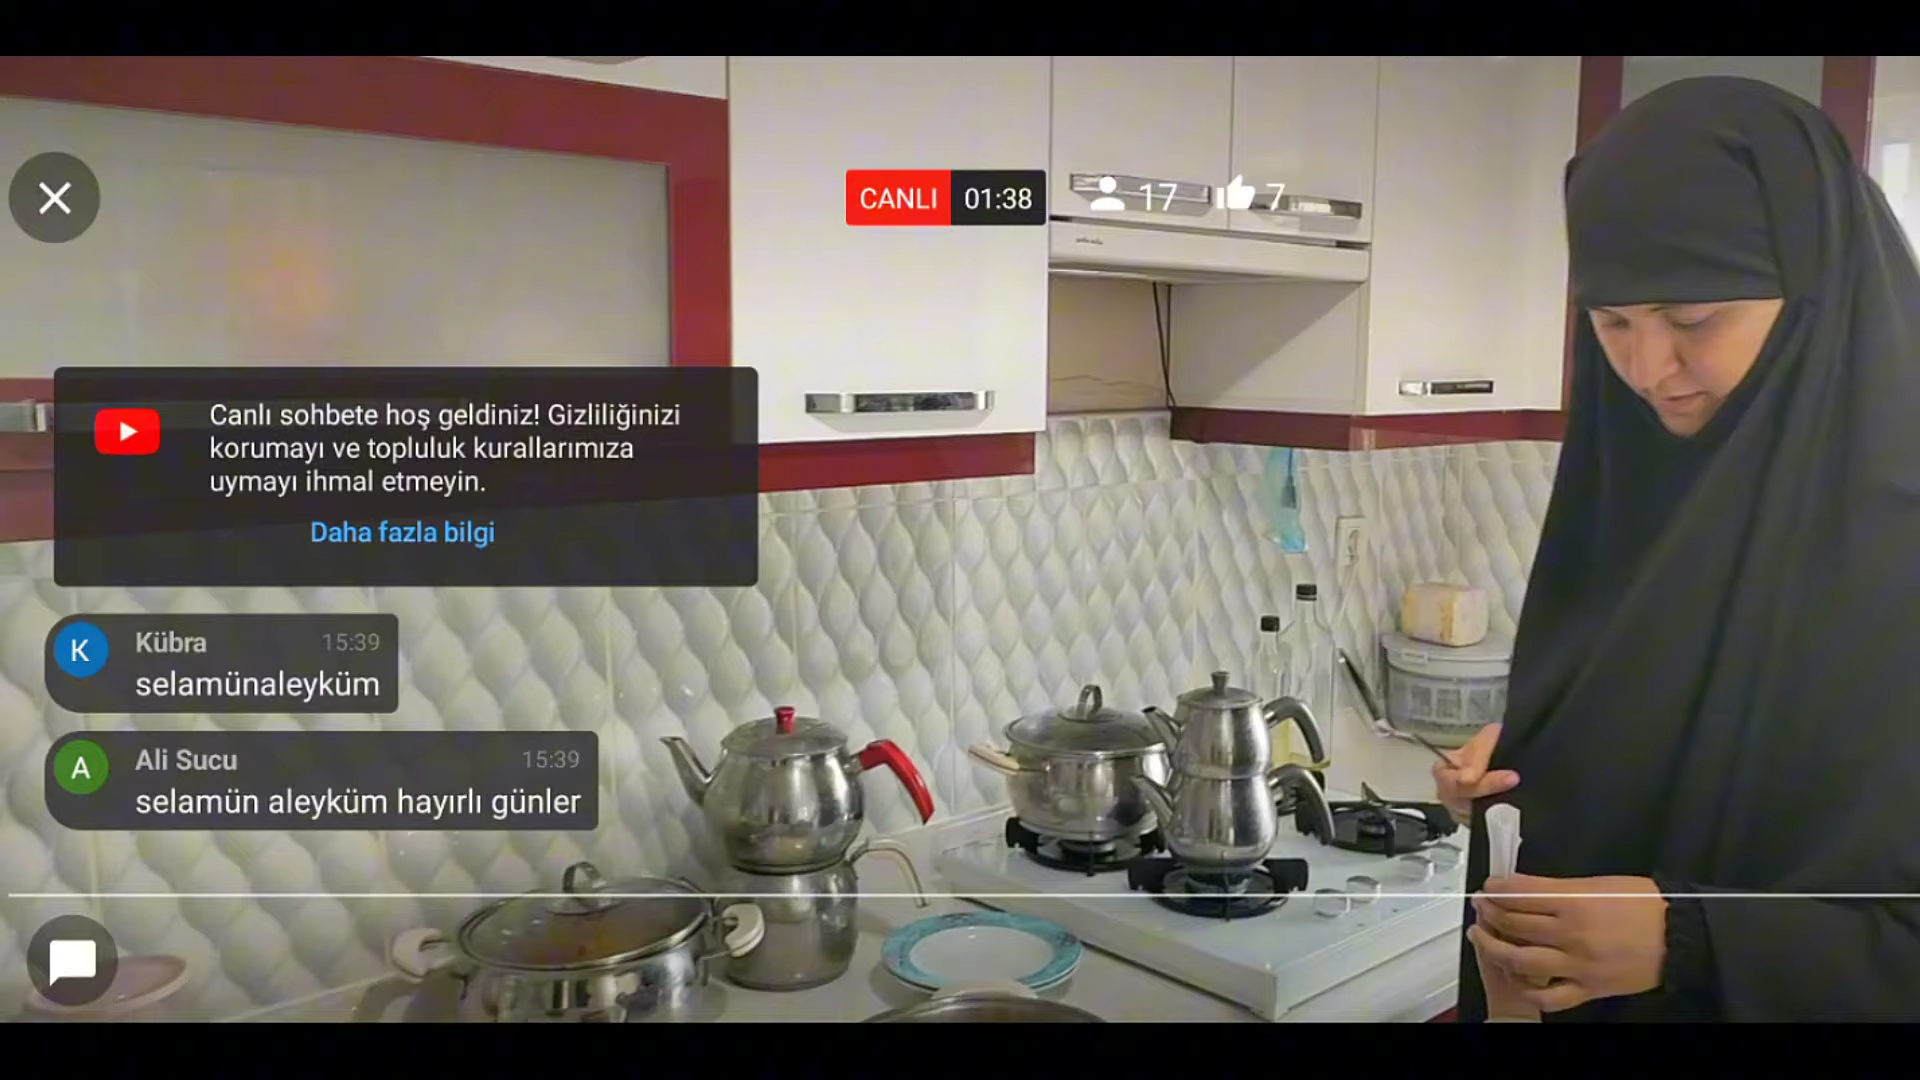 CANLI 01:38 17 7
Canlı sohbete hoş geldiniz! Gizliliğinizi
korumayı ve topluluk kurallarımıza
uymayı ihmal etmeyin.
Daha fazla bilgi
K Kübra 15:39
selamünaleyküm
A Ali Sucu 15:39
selamün aleyküm hayırlı günler